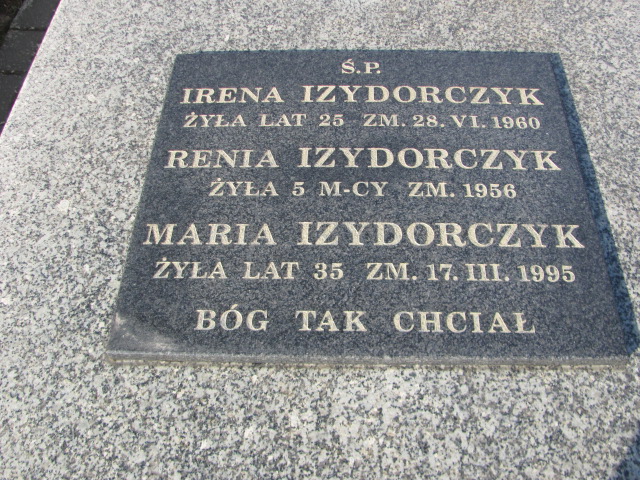 Ś.P.
IRENA IZYDORCZYK
ŻYŁA LAT 25 ZM. 28. VI. 1960
RENIA IZYDORCZYK
ŻYŁA 5 M-CY ZM. 1956
MARIA IZYDORCZYK
ŻYŁA LAT 35 ZM. 17. III. 1995
BÓG TAK CHCIAŁ